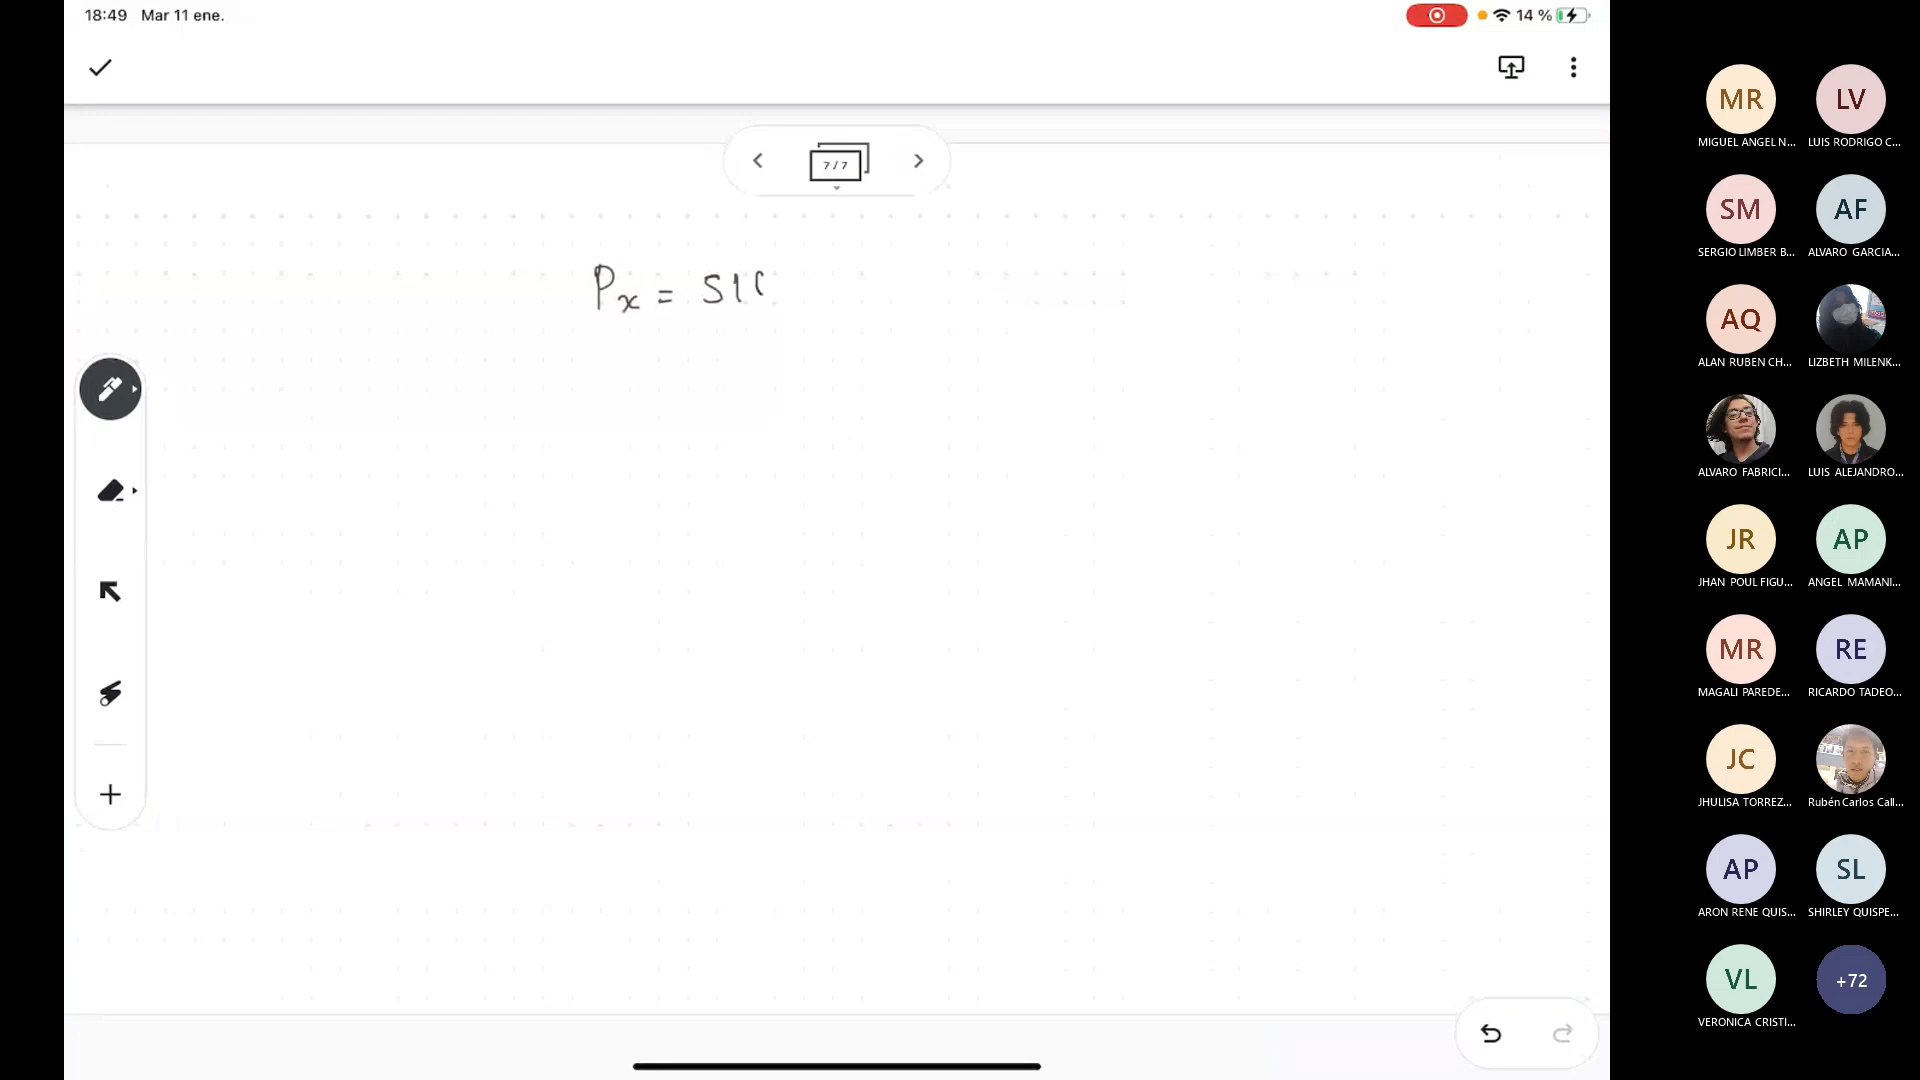 18:49 Mar 11 ene.
14 %
7 / 7
Px = 51
MR
LV
MIGUEL ANGEL N...
LUIS RODRIGO C...
SM
AF
SERGIO LIMBER B...
ALVARO GARCIA...
AQ
ALAN RUBEN CH...
LIZBETH MILENK...
ALVARO FABRICI...
LUIS ALEJANDRO...
JR
AP
JHAN POUL FIGU...
ANGEL MAMANI...
MR
RE
MAGALI PAREDE...
RICARDO TADEO...
JC
JHULISA TORREZ...
Rubén Carlos Call...
AP
SL
ARON RENE QUIS...
SHIRLEY QUISPE...
VL
+72
VERONICA CRISTI...